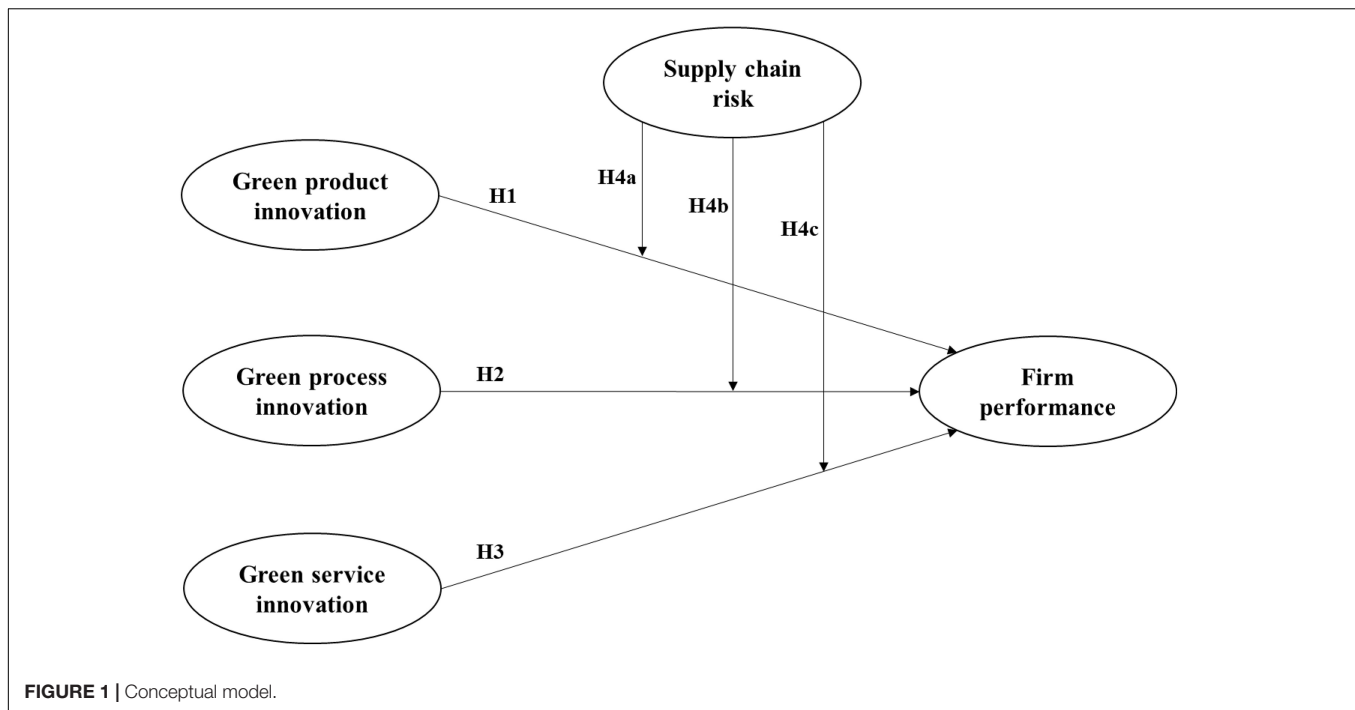 Supply chain
risk
Green product
innovation
H1
H4a
H4b
H4c
Green process
innovation
H2
Firm
performance
Green service
innovation
H3
FIGURE 1 | Conceptual model.